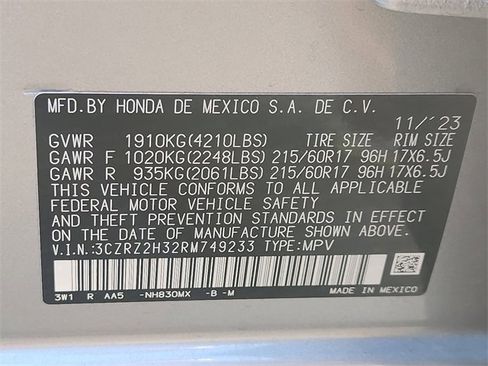 MFD.BY HONDA DE MEXICO S.A. DE C.V.
11/'23
GVWR 1910KG(4210LBS) TIRE SIZE RIM SIZE
GAWR F 1020KG(2248LBS) 215/60R17 96H 17X6.5J
GAWR R 935KG(2061LBS) 215/60R17 96H 17X6.5J
THIS VEHICLE CONFORMS TO ALL APPLICABLE
FEDERAL MOTOR VEHICLE SAFETY
AND THEFT PREVENTION STANDARDS IN EFFECT
ON THE DATE OF MANUFACTURE SHOWN ABOVE.
V.I.N.:3CZRZ2H32RM749233 TYPE:MPV
3W1 R AA5 -NH830MX -B -M MADE IN MEXICO